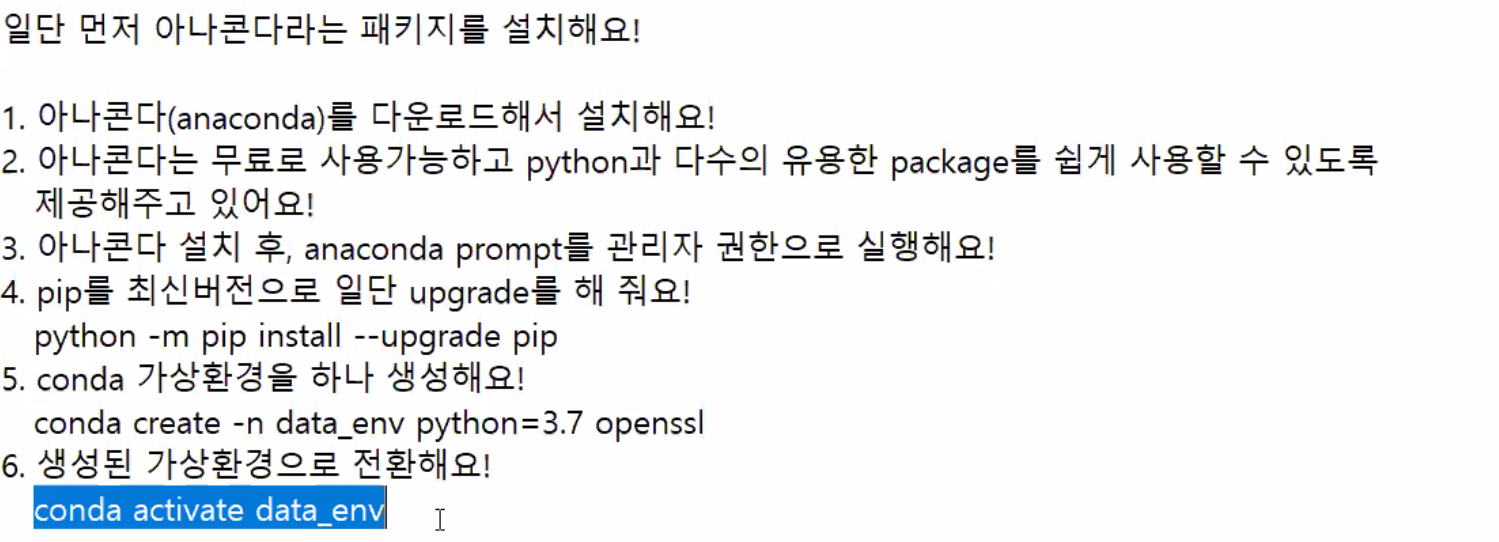 일단 먼저 아나콘다라는 패키지를 설치해요!
1. 아나콘다(anaconda)를 다운로드해서 설치해요!
2. 아나콘다는 무료로 사용가능하고 python과 다수의 유용한 package를 쉽게 사용할 수 있도록
제공해주고 있어요!
3. 아나콘다 설치 후, anaconda prompt를 관리자 권한으로 실행해요!
4. pip를 최신버전으로 일단 upgrade를 해 줘요!
python -m pip install --upgrade pip
5. conda 가상환경을 하나 생성해요!
conda create -n data_env python=3.7 openssl
6. 생성된 가상환경으로 전환해요!
conda activate data_env